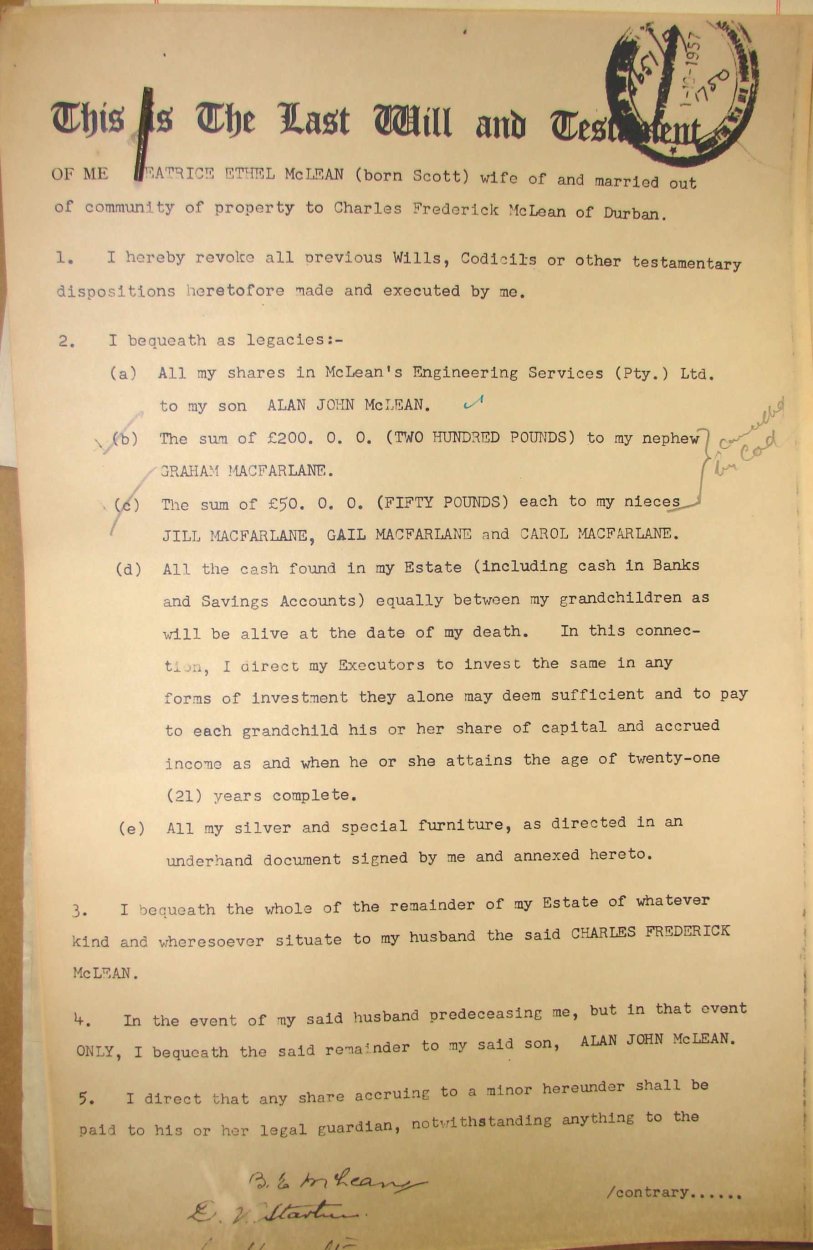 1-10-1957
1750
This is The Last Will and Testament
OF ME BEATRICE ETHEL McLEAN (born Scott) wife of and married out
of community of property to Charles Frederick McLean of Durban.
1. I hereby revoke all previous Wills, Codicils or other testamentary
dispositions heretofore made and executed by me.
2. I bequeath as legacies:-
(a) All my shares in McLean's Engineering Services (Pty.) Ltd.
to my son ALAN JOHN McLEAN.
(b) The sum of £200. 0. 0. (TWO HUNDRED POUNDS) to my nephew
cancelled
by Cod
GRAHAM MACFARLANE.
(c) The sum of £50. 0. 0. (FIFTY POUNDS) each to my nieces
JILL MACFARLANE, GAIL MACFARLANE and CAROL MACFARLANE.
(d) All the cash found in my Estate (including cash in Banks
and Savings Accounts) equally between my grandchildren as
will be alive at the date of my death. In this connec-
tion, I direct my Executors to invest the same in any
forms of investment they alone may deem sufficient and to pay
to each grandchild his or her share of capital and accrued
income as and when he or she attains the age of twenty-one
(21) years complete.
(e) All my silver and special furniture, as directed in an
underhand document signed by me and annexed hereto.
3. I bequeath the whole of the remainder of my Estate of whatever
kind and wheresoever situate to my husband the said CHARLES FREDERICK
McLEAN.
4. In the event of my said husband predeceasing me, but in that event
ONLY, I bequeath the said remainder to my said son, ALAN JOHN McLEAN.
5. I direct that any share accruing to a minor hereunder shall be
paid to his or her legal guardian, notwithstanding anything to the
B. E. McLean
/contrary......